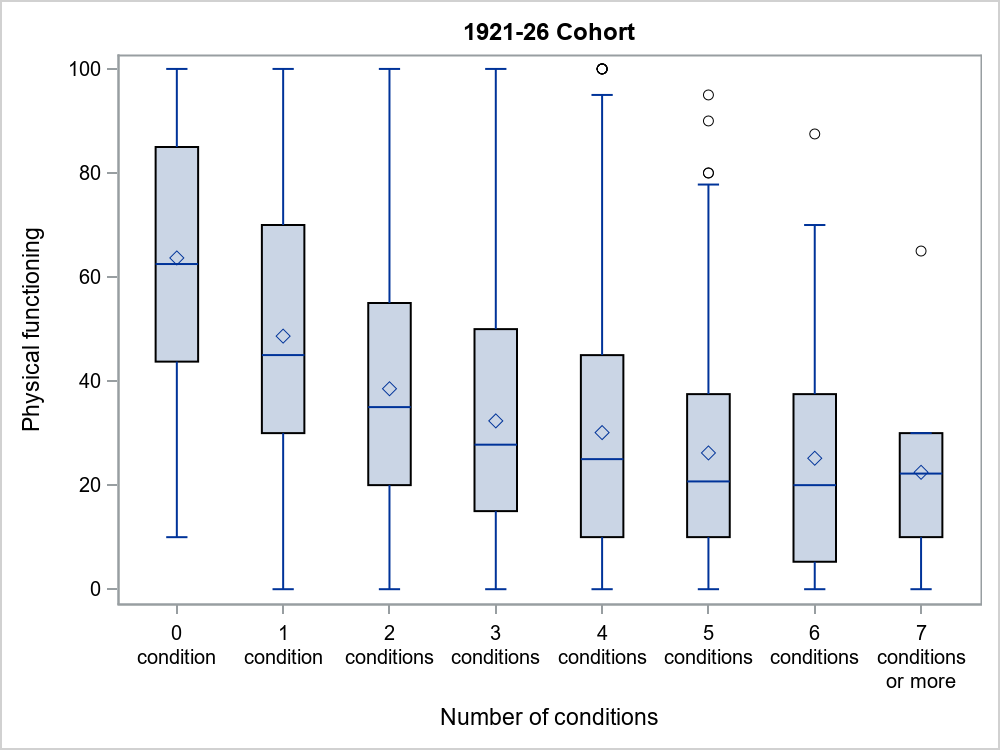 1921-26 Cohort
100
80
60
40
20
0
Physical functioning
0 1 2 3 4 5 6 7
condition condition conditions conditions conditions conditions conditions conditions
or more
Number of conditions